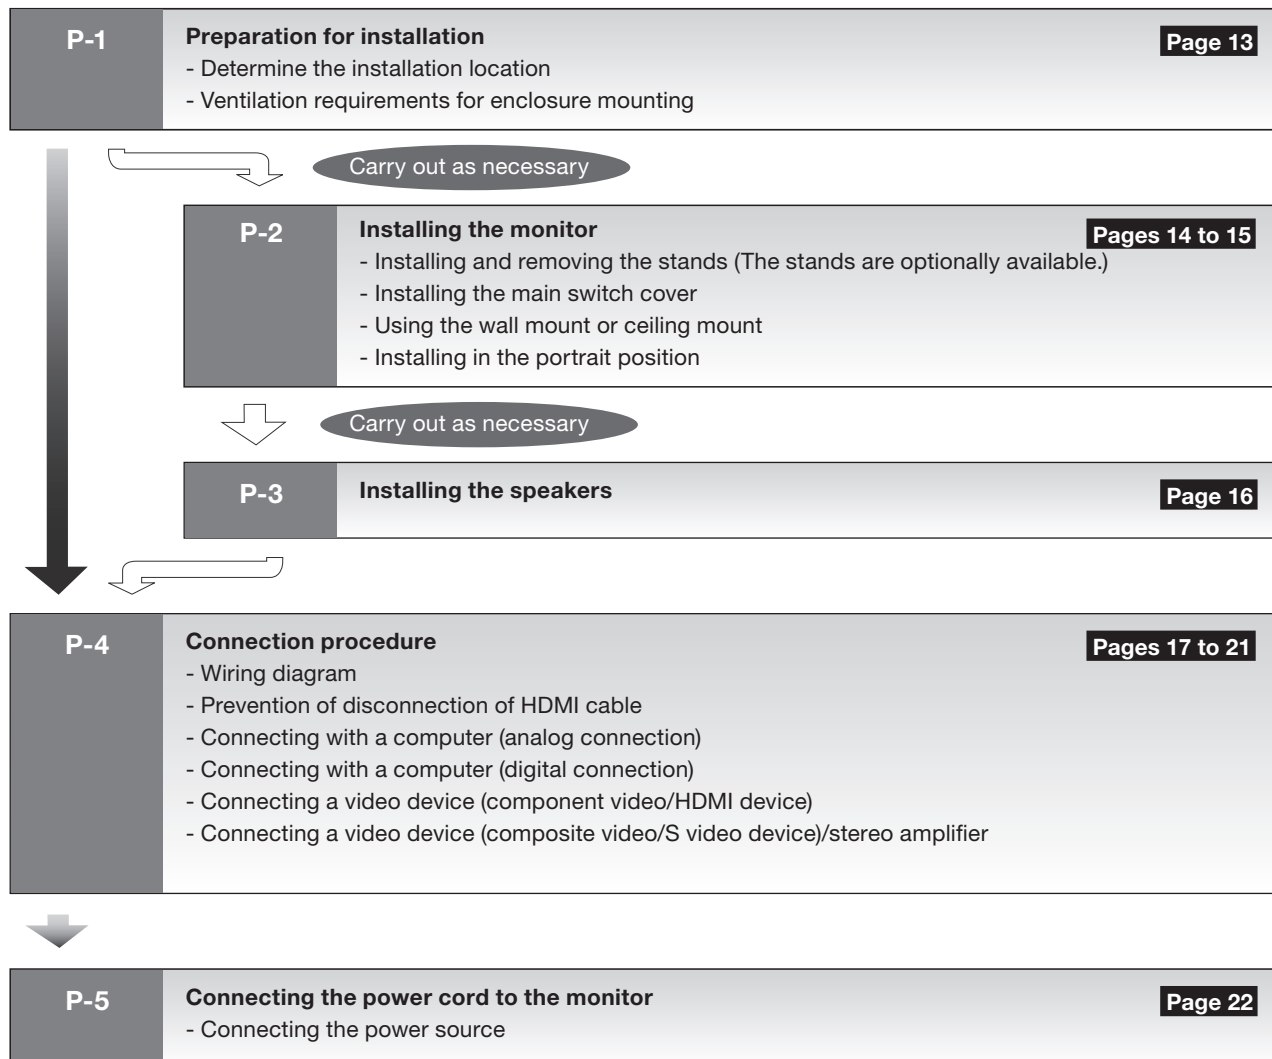 P-1
Preparation for installation
Page 13
- Determine the installation location
- Ventilation requirements for enclosure mounting
Carry out as necessary
P-2
Installing the monitor
Pages 14 to 15
- Installing and removing the stands (The stands are optionally available.)
- Installing the main switch cover
- Using the wall mount or ceiling mount
- Installing in the portrait position
Carry out as necessary
P-3
Installing the speakers
Page 16
P-4
Connection procedure
Pages 17 to 21
- Wiring diagram
- Prevention of disconnection of HDMI cable
- Connecting with a computer (analog connection)
- Connecting with a computer (digital connection)
- Connecting a video device (component video/HDMI device)
- Connecting a video device (composite video/S video device)/stereo amplifier
P-5
Connecting the power cord to the monitor
Page 22
- Connecting the power source